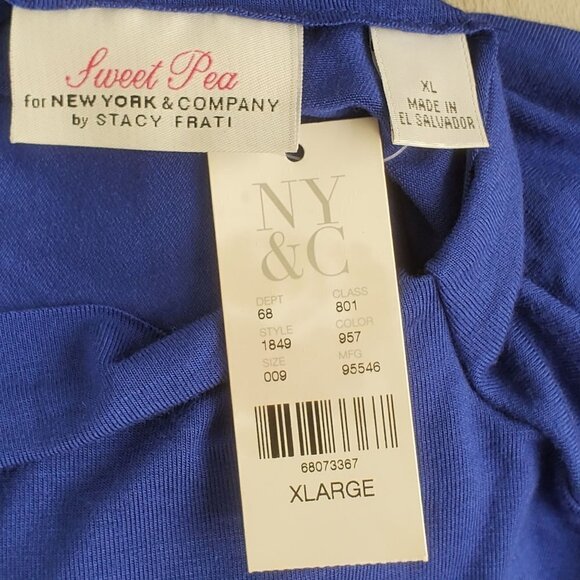 Sweet Pea
for NEW YORK & COMPANY
by STACY FRATI
XL
MADE IN
EL SALVADOR
NY
&C
DEPT CLASS
68 801
STYLE COLOR
1849 957
SIZE MFG
009 95546
68073367
XLARGE